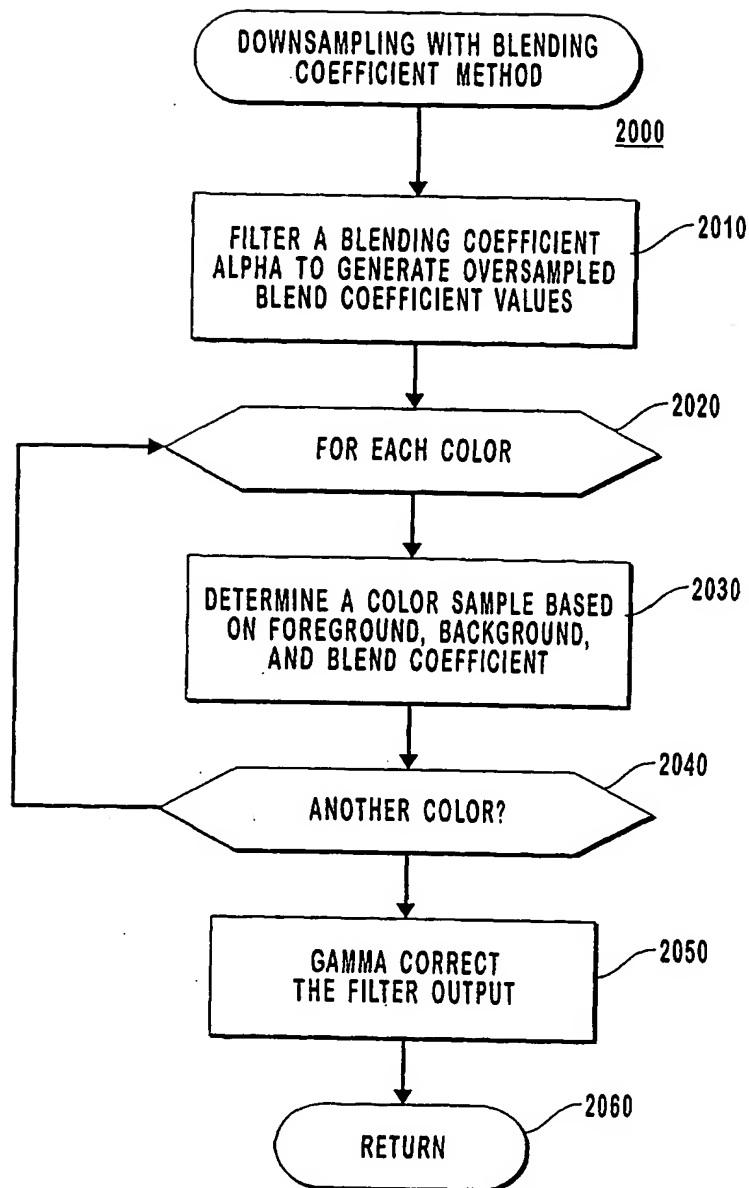 DOWNSAMPLING WITH BLENDING
COEFFICIENT METHOD
2000
2010
FILTER A BLENDING COEFFICIENT
ALPHA TO GENERATE OVERSAMPLED
BLEND COEFFICIENT VALUES
2020
FOR EACH COLOR
2030
DETERMINE A COLOR SAMPLE BASED
ON FOREGROUND, BACKGROUND,
AND BLEND COEFFICIENT
2040
ANOTHER COLOR?
2050
GAMMA CORRECT
THE FILTER OUTPUT
2060
RETURN